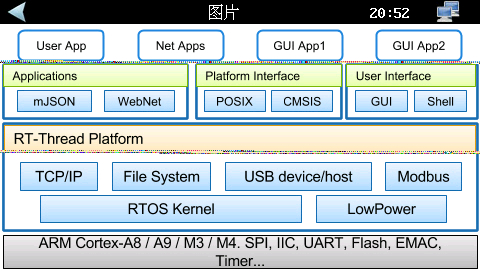 图片 20:52
User App Net Apps GUI App1 GUI App2
Applications Platform Interface User Interface
mJSON WebNet POSIX CMSIS GUI Shell
RT-Thread Platform
TCP/IP File System USB device/host Modbus
RTOS Kernel LowPower
ARM Cortex-A8 / A9 / M3 / M4. SPI, IIC, UART, Flash, EMAC,
Timer...